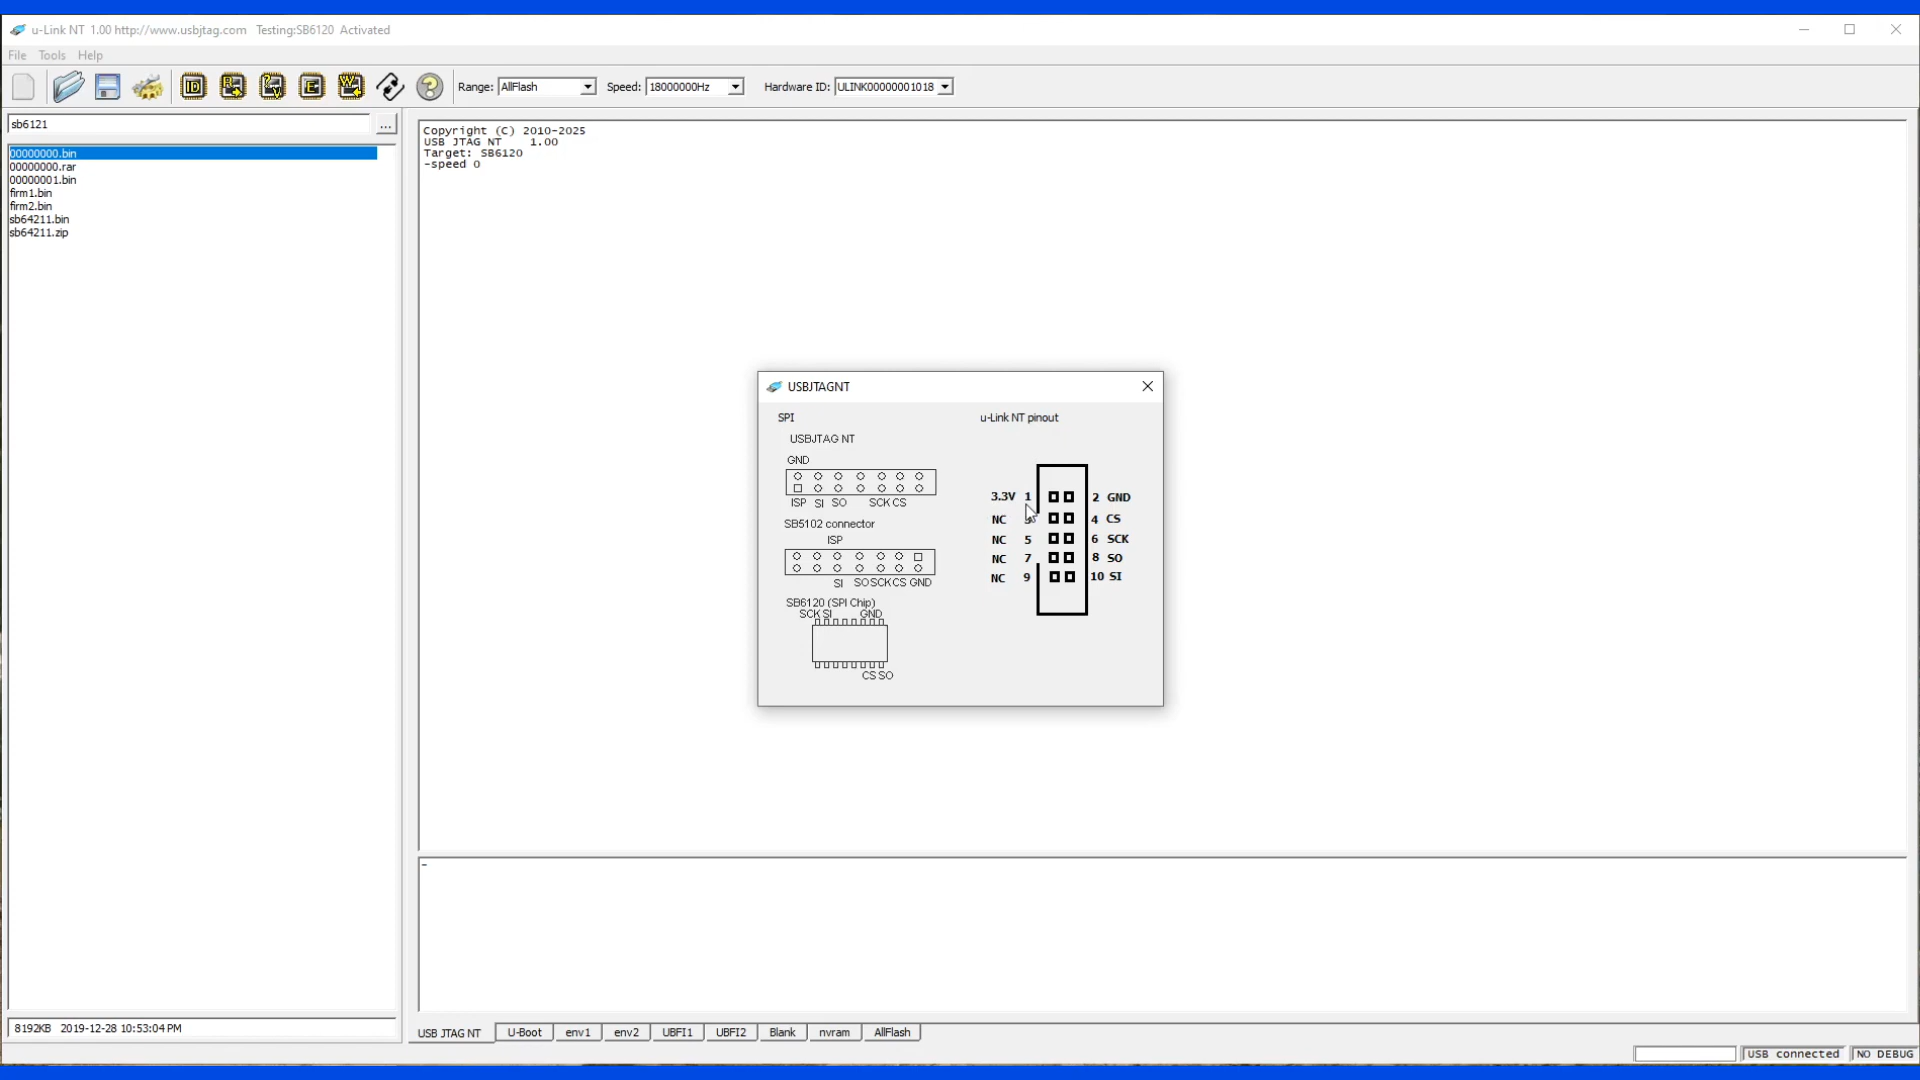 u-Link NT 1.00 http://www.usbjtag.com Testing:SB6120 Activated
File Tools Help
ID R V E W ?
Range: AllFlash Speed: 18000000Hz Hardware ID: ULINK00000001018
sb6121
...
00000000.bin
00000000.rar
00000001.bin
firm1.bin
firm2.bin
sb64211.bin
sb64211.zip
8192KB 2019-12-28 10:53:04 PM
Copyright (C) 2010-2025
USB JTAG NT 1.00
Target: SB6120
-speed 0
USBJTAGNT
SPI
USBJTAG NT
GND
ISP SI SO SCK CS
SB5102 connector
ISP
SI SO SCK CS GND
SB6120 (SPI Chip)
SCK SI GND
CS SO
u-Link NT pinout
3.3V 1 2 GND
NC 4 CS
NC 5 6 SCK
NC 7 8 SO
NC 9 10 SI
-
USB JTAG NT U-Boot env1 env2 UBFI1 UBFI2 Blank nvram AllFlash
USB connected NO DEBUG